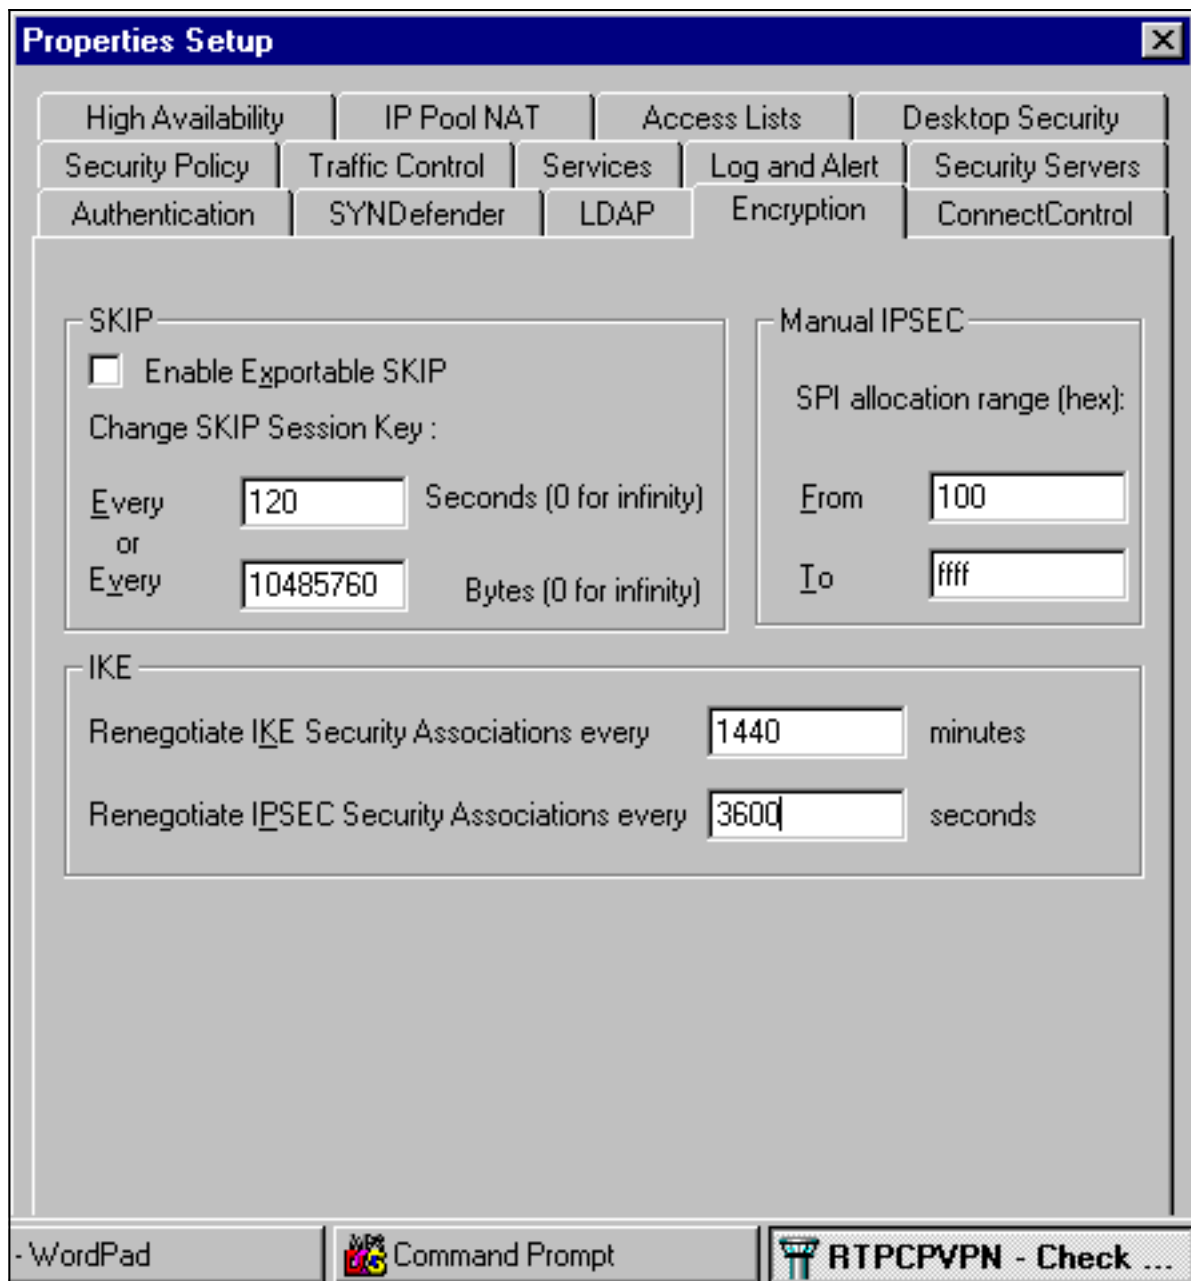 Properties Setup
High Availability IP Pool NAT Access Lists Desktop Security
Security Policy Traffic Control Services Log and Alert Security Servers
Authentication SYNDefender LDAP Encryption ConnectControl
SKIP
Enable Exportable SKIP
Change SKIP Session Key :
Every 120 Seconds (0 for infinity)
or
Every 10485760 Bytes (0 for infinity)
Manual IPSEC
SPI allocation range (hex):
From 100
To ffff
IKE
Renegotiate IKE Security Associations every 1440 minutes
Renegotiate IPSEC Security Associations every 3600 seconds
- WordPad Command Prompt RTPCPVPN - Check ...